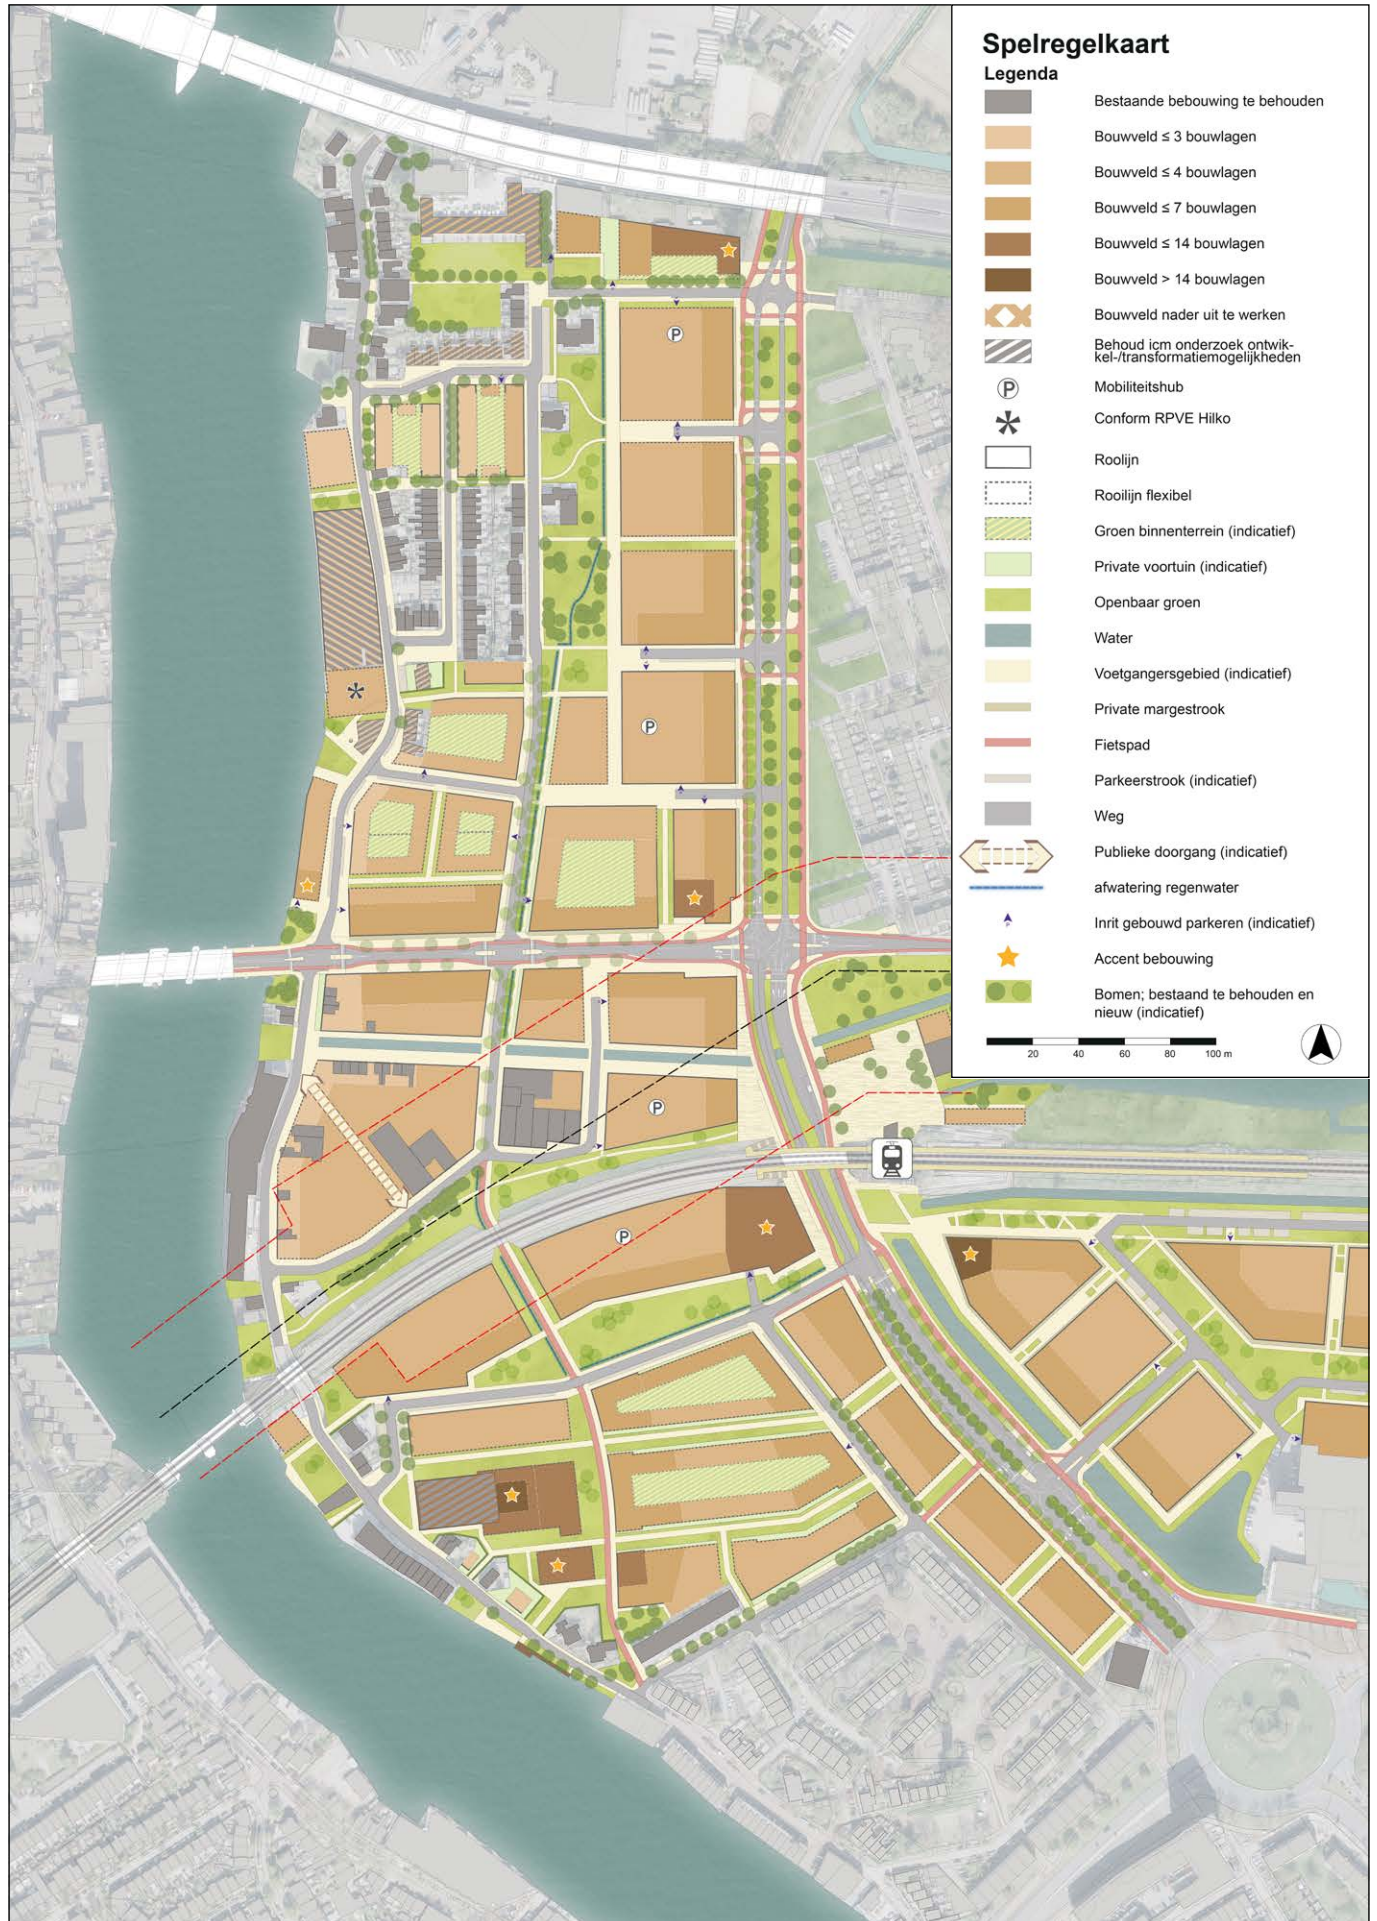 Spelregelkaart
Legenda
Bestaande bebouwing te behouden
Bouwveld ≤ 3 bouwlagen
Bouwveld ≤ 4 bouwlagen
Bouwveld ≤ 7 bouwlagen
Bouwveld ≤ 14 bouwlagen
Bouwveld > 14 bouwlagen
Bouwveld nader uit te werken
Behoud icm onderzoek ontwik-
kel-/transformatiemogelijkheden
P
Mobiliteitshub
Conform RPVE Hilko
Roolijn
Rooilijn flexibel
Groen binnenterrein (indicatief)
Private voortuin (indicatief)
Openbaar groen
Water
Voetgangersgebied (indicatief)
Private margestrook
Fietspad
Parkeerstrook (indicatief)
Weg
Publieke doorgang (indicatief)
afwatering regenwater
Inrit gebouwd parkeren (indicatief)
Accent bebouwing
Bomen; bestaand te behouden en
nieuw (indicatief)
20 40 60 80 100 m
P
P
P
P